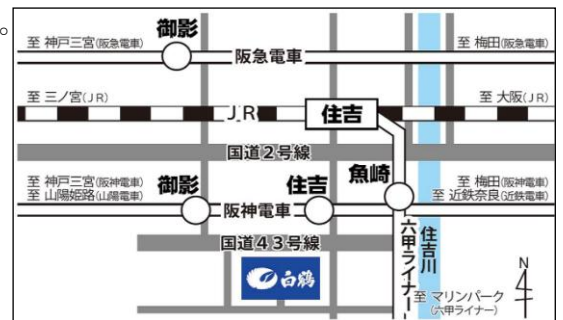 御影
至 神戸三宮(阪急電車)
阪急電車
至 梅田(阪急電車)
至 三ノ宮(JR)
JR
住吉
至 大阪(JR)
国道2号線
至 神戸三宮(阪神電車)
至 山陽姫路(山陽電車)
御影
阪神電車
住吉
魚崎
至 梅田(阪神電車)
至 近鉄奈良(近鉄電車)
国道43号線
六甲ライナー
住吉川
白鶴
N
至 マリンパーク
(六甲ライナー)